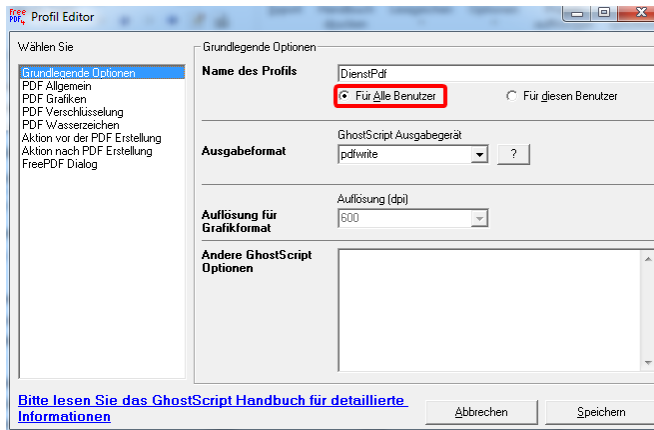 Free PDF Profil Editor
Wählen Sie
Grundlegende Optionen
PDF Allgemein
PDF Grafiken
PDF Verschlüsselung
PDF Wasserzeichen
Aktion vor der PDF Erstellung
Aktion nach PDF Erstellung
FreePDF Dialog
Grundlegende Optionen
Name des Profils
DienstPdf
Für Alle Benutzer
Für diesen Benutzer
GhostScript Ausgabegerät
Ausgabeformat
pdfwrite
?
Auflösung (dpi)
Auflösung für
Grafikformat
600
Andere GhostScript
Optionen
Bitte lesen Sie das GhostScript Handbuch für detaillierte
Informationen
Abbrechen
Speichern